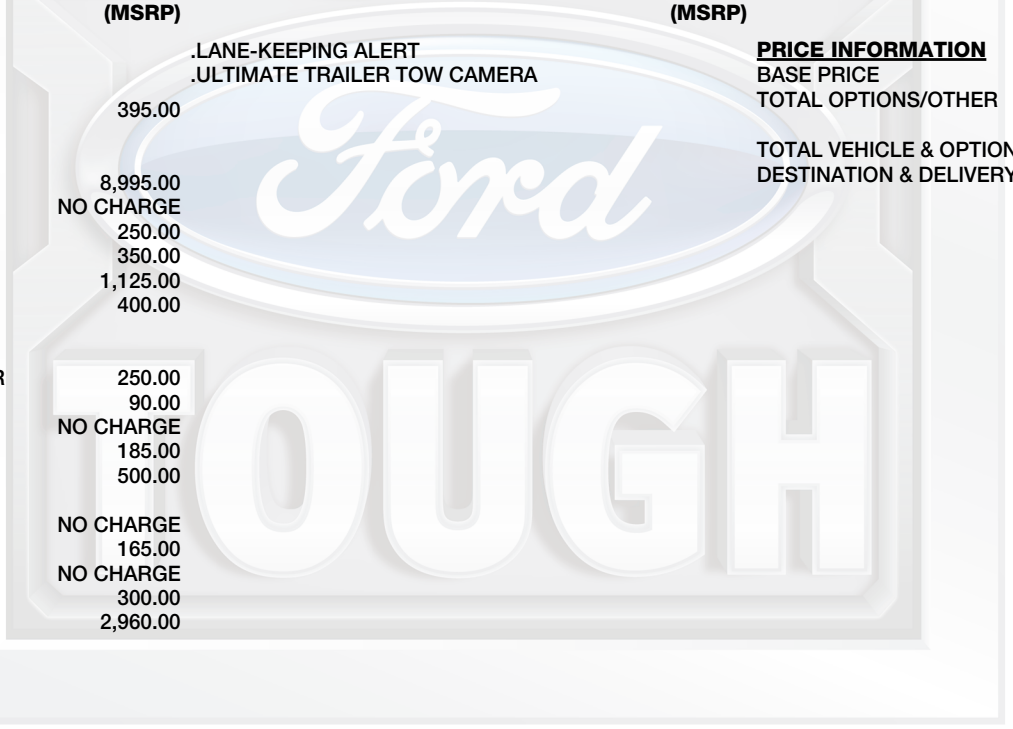 (MSRP) (MSRP)
.LANE-KEEPING ALERT PRICE INFORMATION
.ULTIMATE TRAILER TOW CAMERA BASE PRICE
395.00 TOTAL OPTIONS/OTHER
TOTAL VEHICLE & OPTION
8,995.00 DESTINATION & DELIVERY
NO CHARGE
250.00
350.00
1,125.00
400.00
R 250.00
90.00
NO CHARGE
185.00
500.00
NO CHARGE
165.00
NO CHARGE
300.00
2,960.00
Ford
TOUGH